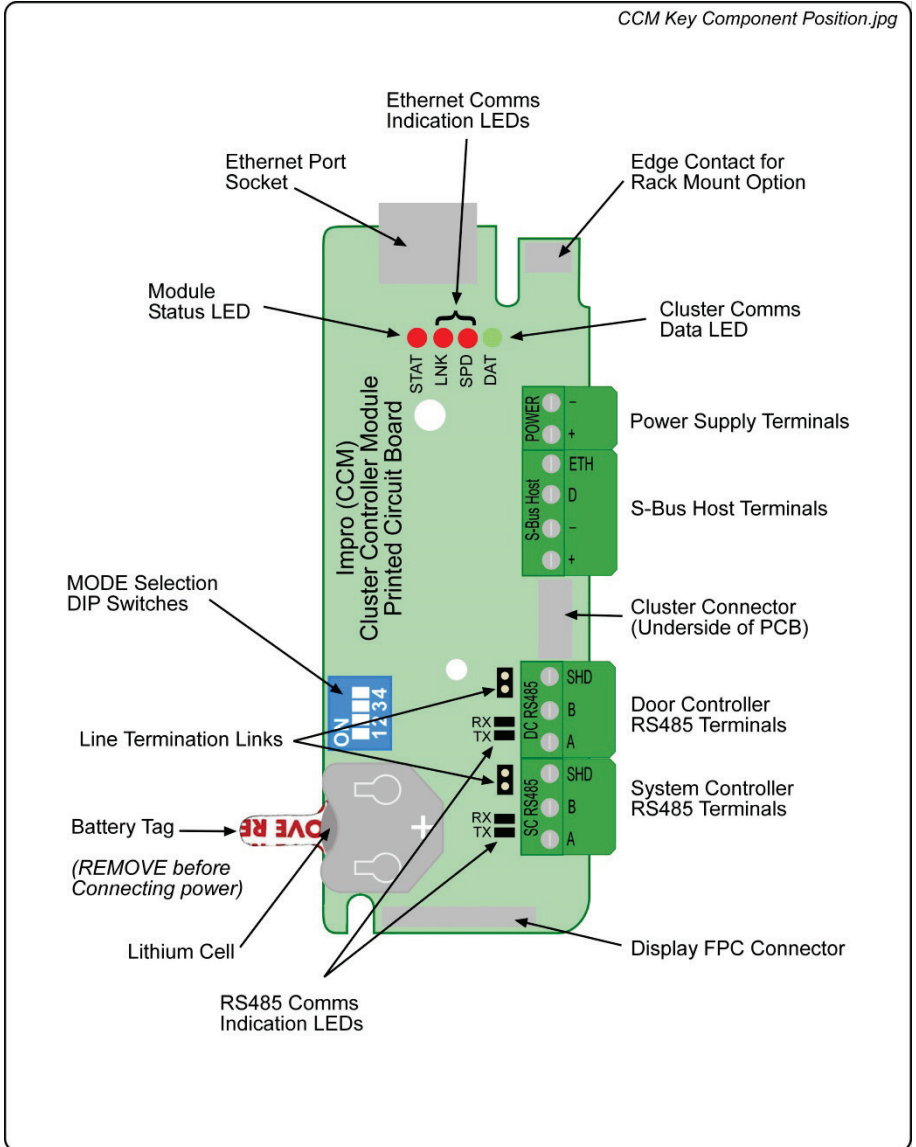 CCM Key Component Position.jpg
Ethernet Comms
Indication LEDs
Ethernet Port
Socket
Edge Contact for
Rack Mount Option
Module
Status LED
Cluster Comms
Data LED
STAT
LNK
SPD
DAT
Impro (CCM)
Cluster Controller Module
Printed Circuit Board
POWER
–
+
Power Supply Terminals
S-Bus Host
ETH
D
–
+
S-Bus Host Terminals
MODE Selection
DIP Switches
Cluster Connector
(Underside of PCB)
ON
1234
Line Termination Links
RX
TX
DC RS485
SHD
B
A
Door Controller
RS485 Terminals
RX
TX
SC RS485
SHD
B
A
System Controller
RS485 Terminals
Battery Tag
OVE RE
+
(REMOVE before
Connecting power)
Lithium Cell
Display FPC Connector
RS485 Comms
Indication LEDs